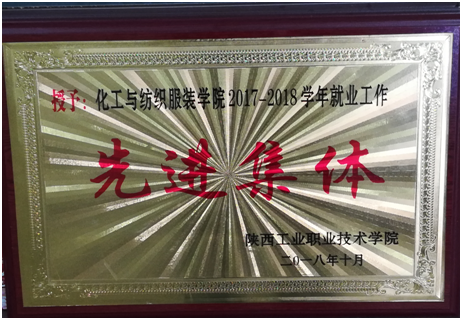 授予：化工与纺织服装学院2017-2018学年就业工作
先进集体
陕西工业职业技术学院
二〇一八年十月